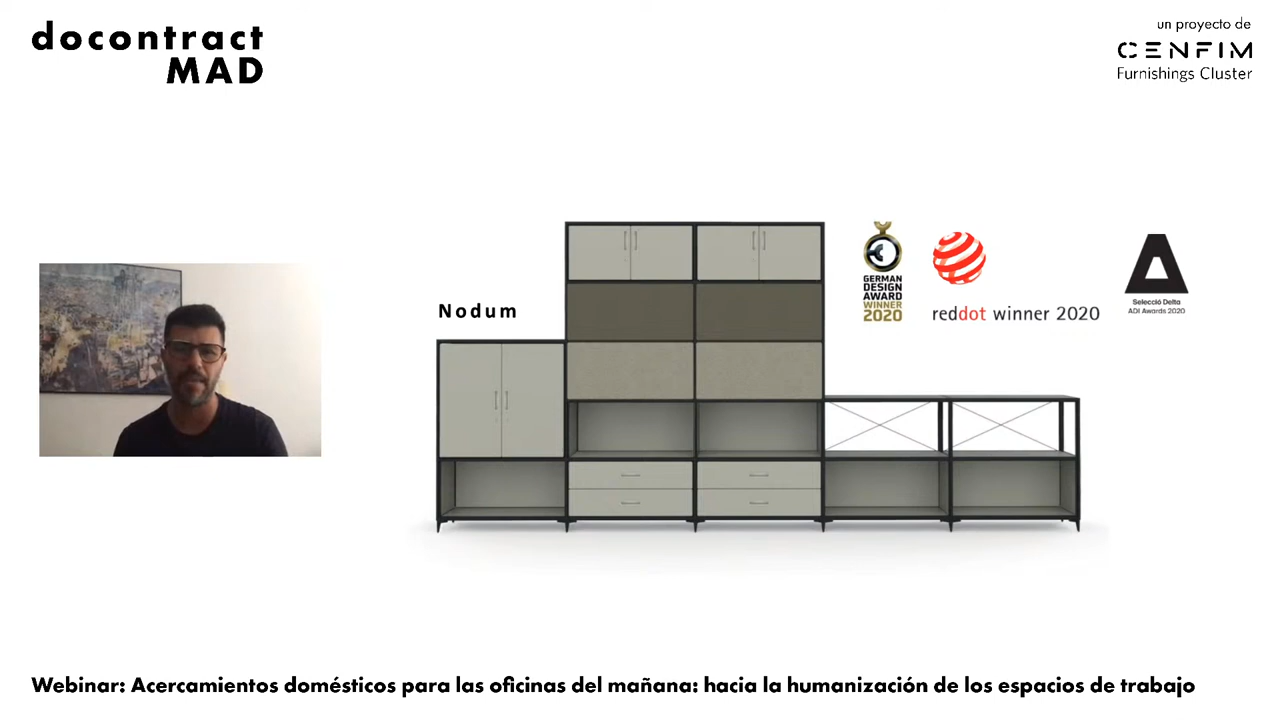 docontract
MAD
un proyecto de
CENFIM
Furnishings Cluster
Nodum
GERMAN
DESIGN
AWARD
WINNER
2020
reddot winner 2020
Selecció Delta
ADI Awards 2020
Webinar: Acercamientos domésticos para las oficinas del mañana: hacia la humanización de los espacios de trabajo